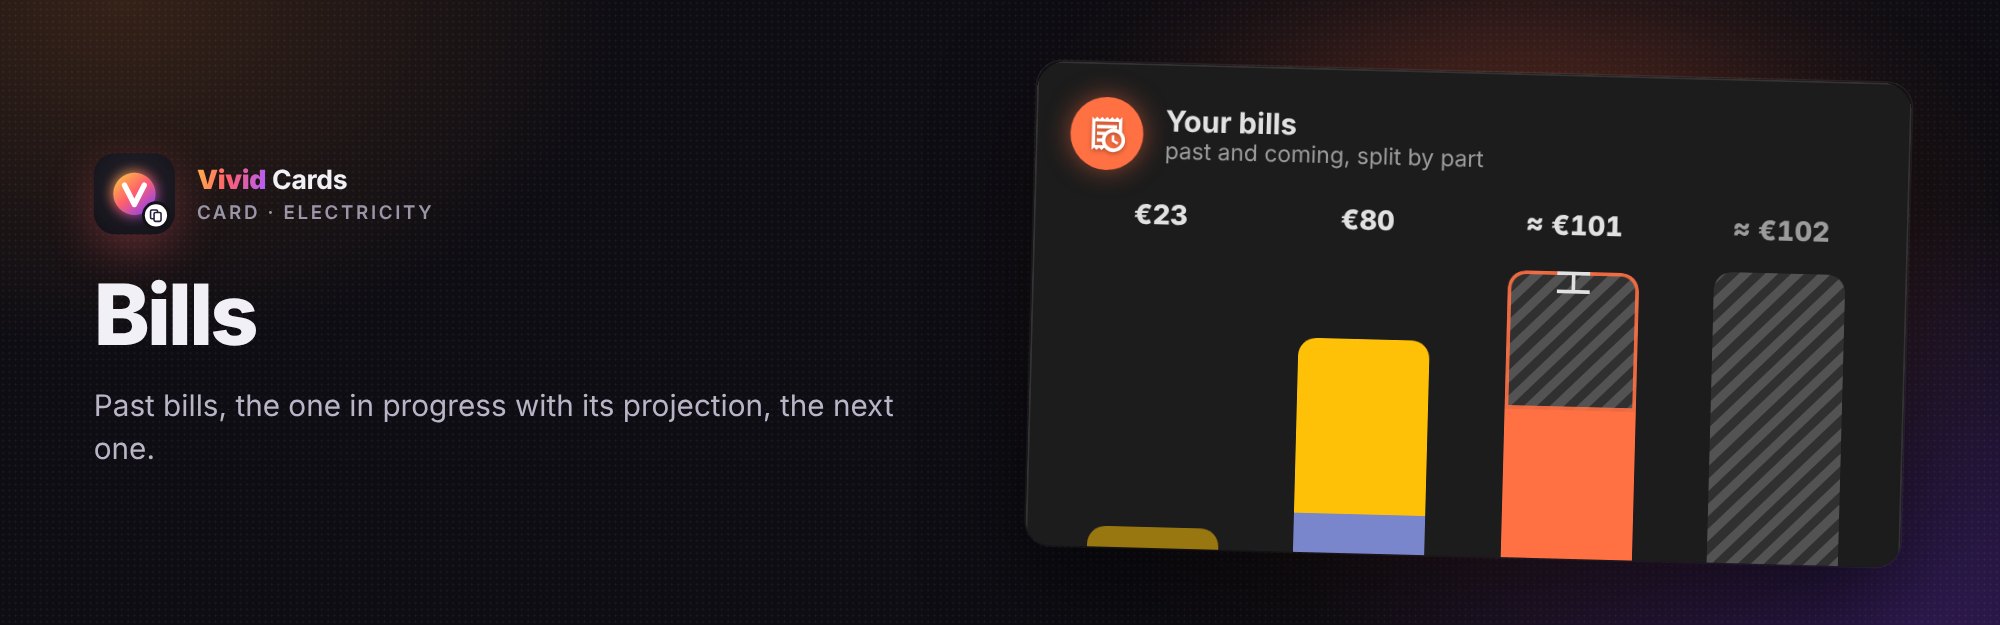 Vivid Cards
CARD · ELECTRICITY
Bills
Past bills, the one in progress with its projection, the next
one.
Your bills
past and coming, split by part
€23
€80
≈ €101
≈ €102